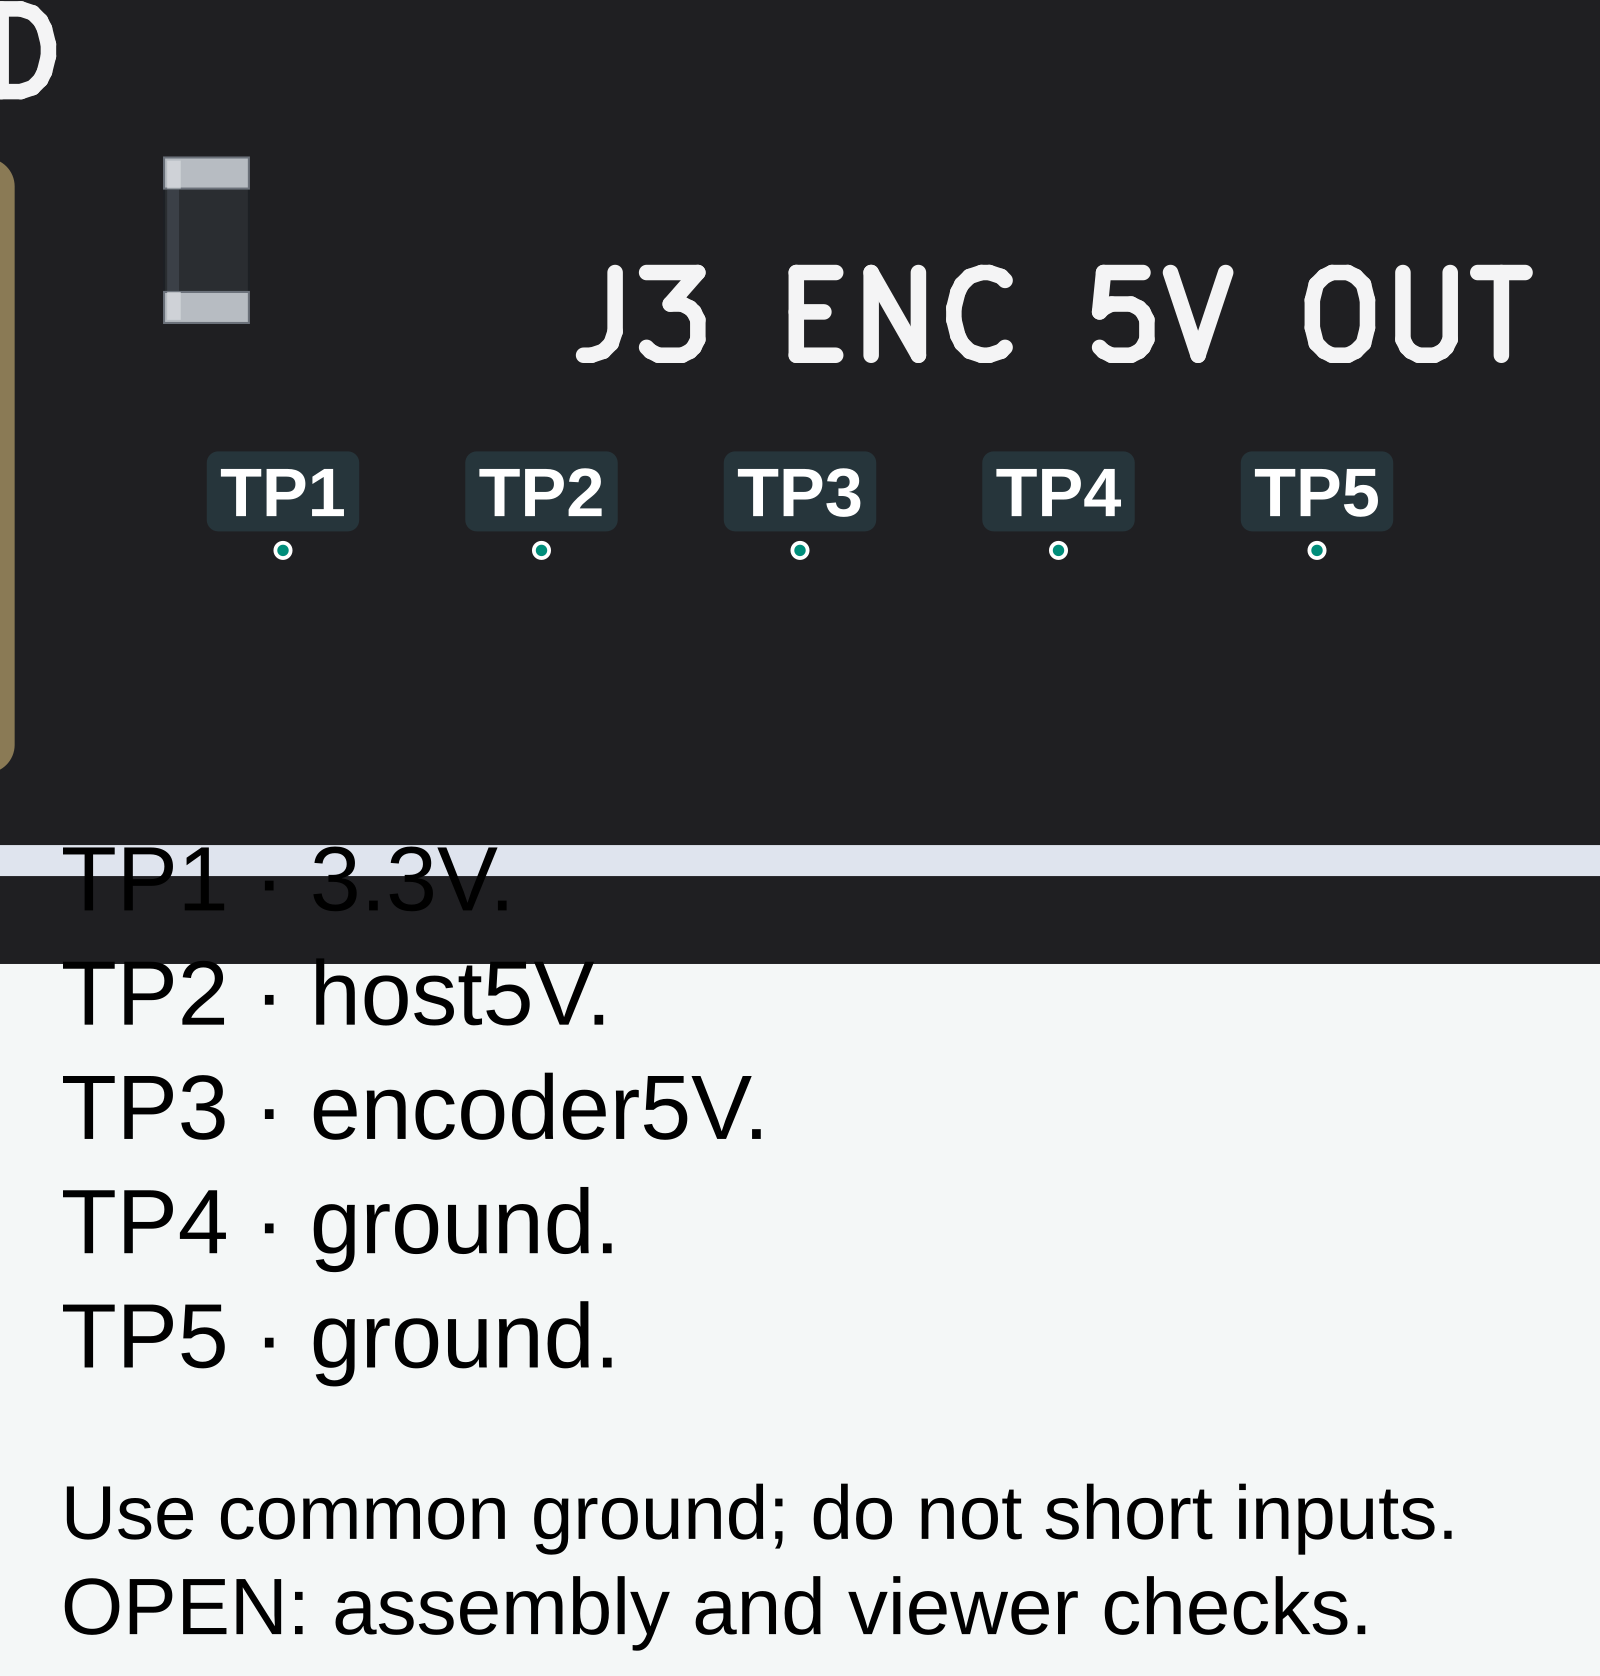 D
J3 ENC 5V OUT
TP1 TP2 TP3 TP4 TP5
TP1 · 3.3V.
TP2 · host5V.
TP3 · encoder5V.
TP4 · ground.
TP5 · ground.
Use common ground; do not short inputs.
OPEN: assembly and viewer checks.